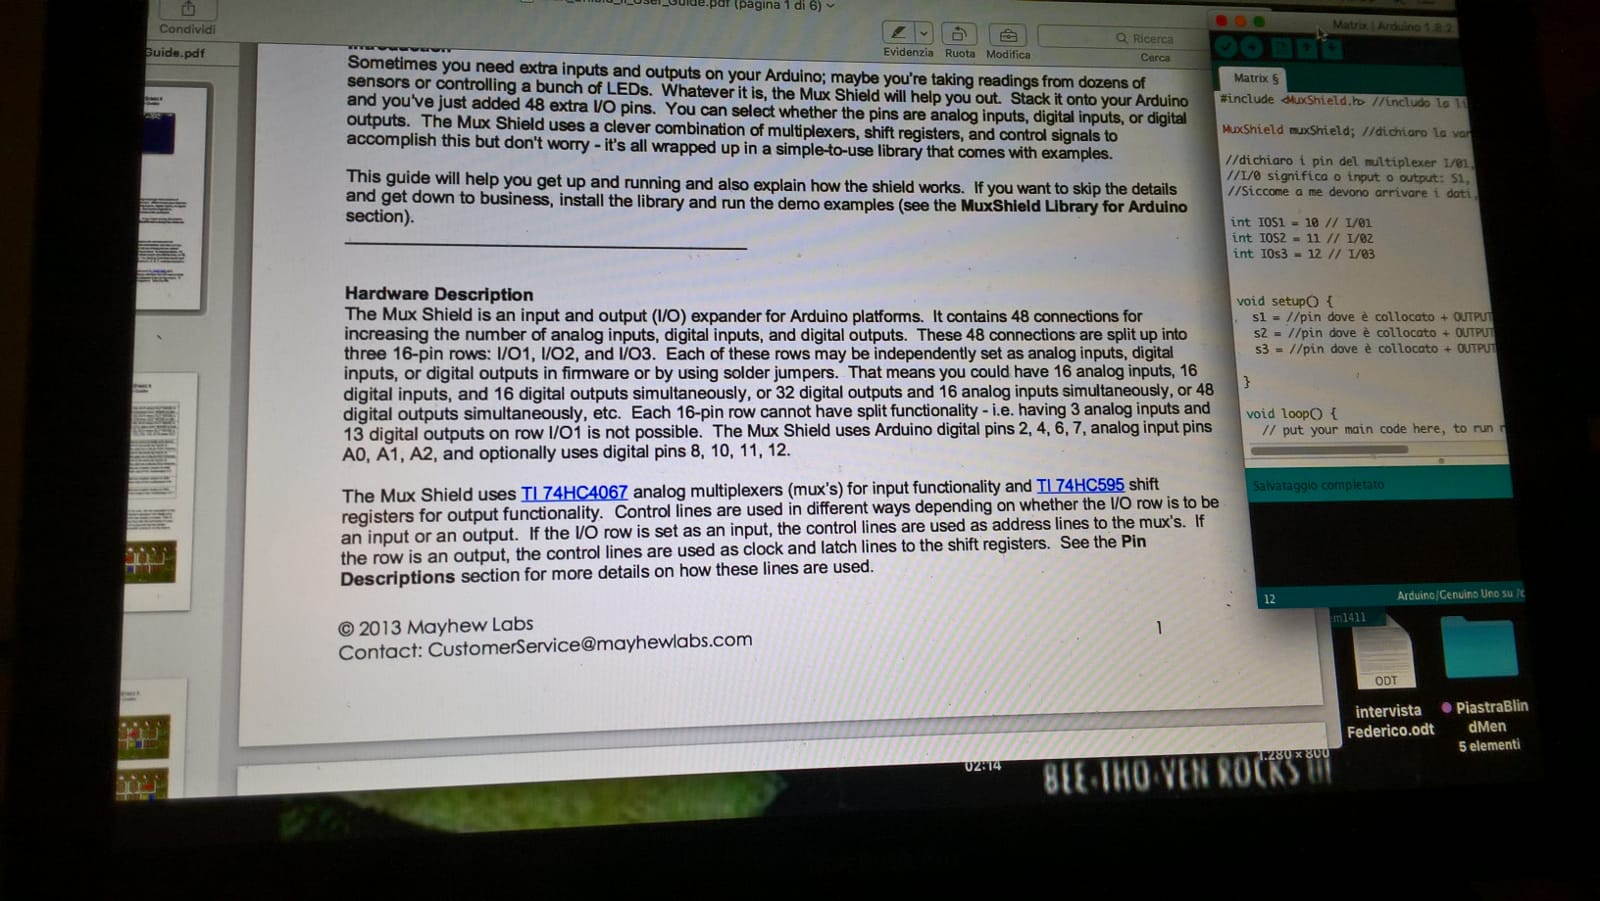 Guide.pdf (pagina 1 di 6)
Condividi
Evidenzia
Ruota
Modifica
Ricerca
Cerca
Guide.pdf
Introduction
Sometimes you need extra inputs and outputs on your Arduino; maybe you're taking readings from dozens of
sensors or controlling a bunch of LEDs. Whatever it is, the Mux Shield will help you out. Stack it onto your Arduino
and you've just added 48 extra I/O pins. You can select whether the pins are analog inputs, digital inputs, or digital
outputs. The Mux Shield uses a clever combination of multiplexers, shift registers, and control signals to
accomplish this but don't worry - it's all wrapped up in a simple-to-use library that comes with examples.
This guide will help you get up and running and also explain how the shield works. If you want to skip the details
and get down to business, install the library and run the demo examples (see the MuxShield Library for Arduino
section).
Hardware Description
The Mux Shield is an input and output (I/O) expander for Arduino platforms. It contains 48 connections for
increasing the number of analog inputs, digital inputs, and digital outputs. These 48 connections are split up into
three 16-pin rows: I/O1, I/O2, and I/O3. Each of these rows may be independently set as analog inputs, digital
inputs, or digital outputs in firmware or by using solder jumpers. That means you could have 16 analog inputs, 16
digital inputs, and 16 digital outputs simultaneously, or 32 digital outputs and 16 analog inputs simultaneously, or 48
digital outputs simultaneously, etc. Each 16-pin row cannot have split functionality - i.e. having 3 analog inputs and
13 digital outputs on row I/O1 is not possible. The Mux Shield uses Arduino digital pins 2, 4, 6, 7, analog input pins
A0, A1, A2, and optionally uses digital pins 8, 10, 11, 12.
The Mux Shield uses TI 74HC4067 analog multiplexers (mux's) for input functionality and TI 74HC595 shift
registers for output functionality. Control lines are used in different ways depending on whether the I/O row is to be
an input or an output. If the I/O row is set as an input, the control lines are used as address lines to the mux's. If
the row is an output, the control lines are used as clock and latch lines to the shift registers. See the Pin
Descriptions section for more details on how these lines are used.
© 2013 Mayhew Labs
Contact: CustomerService@mayhewlabs.com
1
Matrix | Arduino 1.8.2
Matrix §
#include <MuxShield.h> //includo la li
MuxShield muxShield; //dichiaro la var
//dichiaro i pin del multiplexer I/01,
//I/0 significa o input o output: S1,
//Siccome a me devono arrivare i dati,
int IOS1 = 10 // I/01
int IOS2 = 11 // I/02
int IOs3 = 12 // I/03
void setup() {
s1 = //pin dove è collocato + OUTPUT
s2 = //pin dove è collocato + OUTPUT
s3 = //pin dove è collocato + OUTPUT
}
void loop() {
// put your main code here, to run r
Salvataggio completato
12
Arduino/Genuino Uno su /c
m1411
ODT
intervista
Federico.odt
PiastraBlin
dMen
5 elementi
02:14
1.280 x 800
BEE·THO·VEN ROCKS